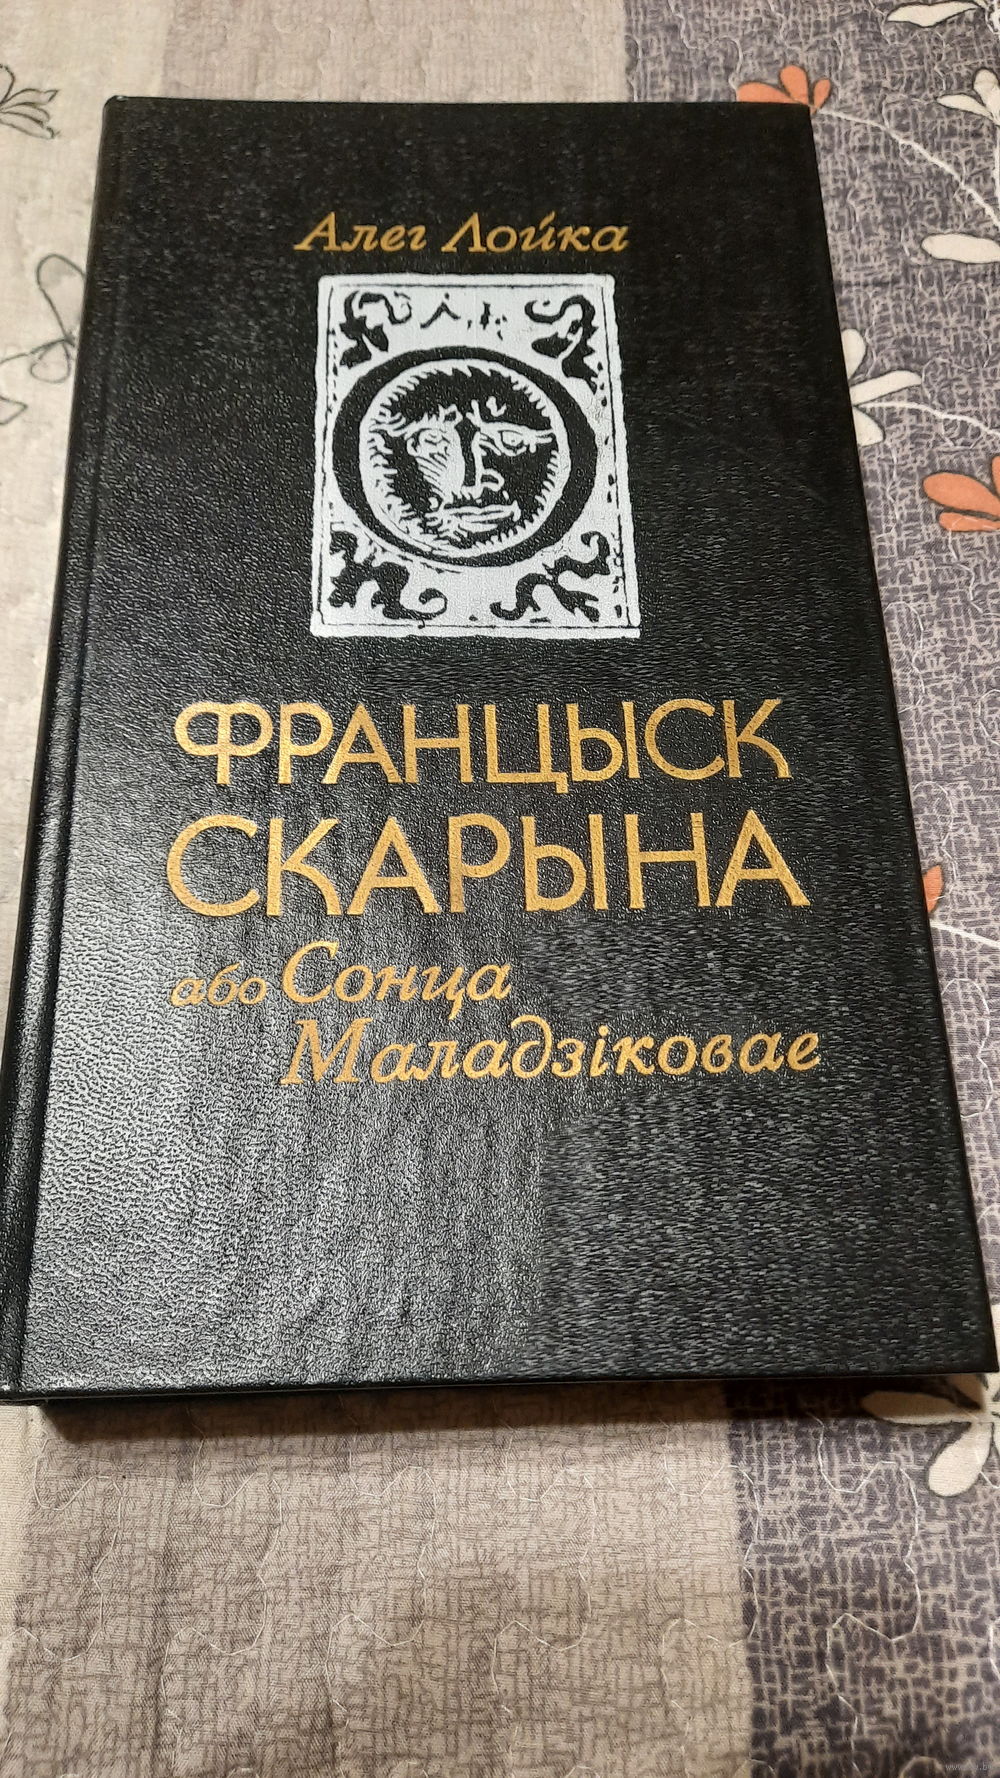 Алег Лойка
ФРАНЦЫСК
СКАРЫНА
або Сонца
Маладзіковае